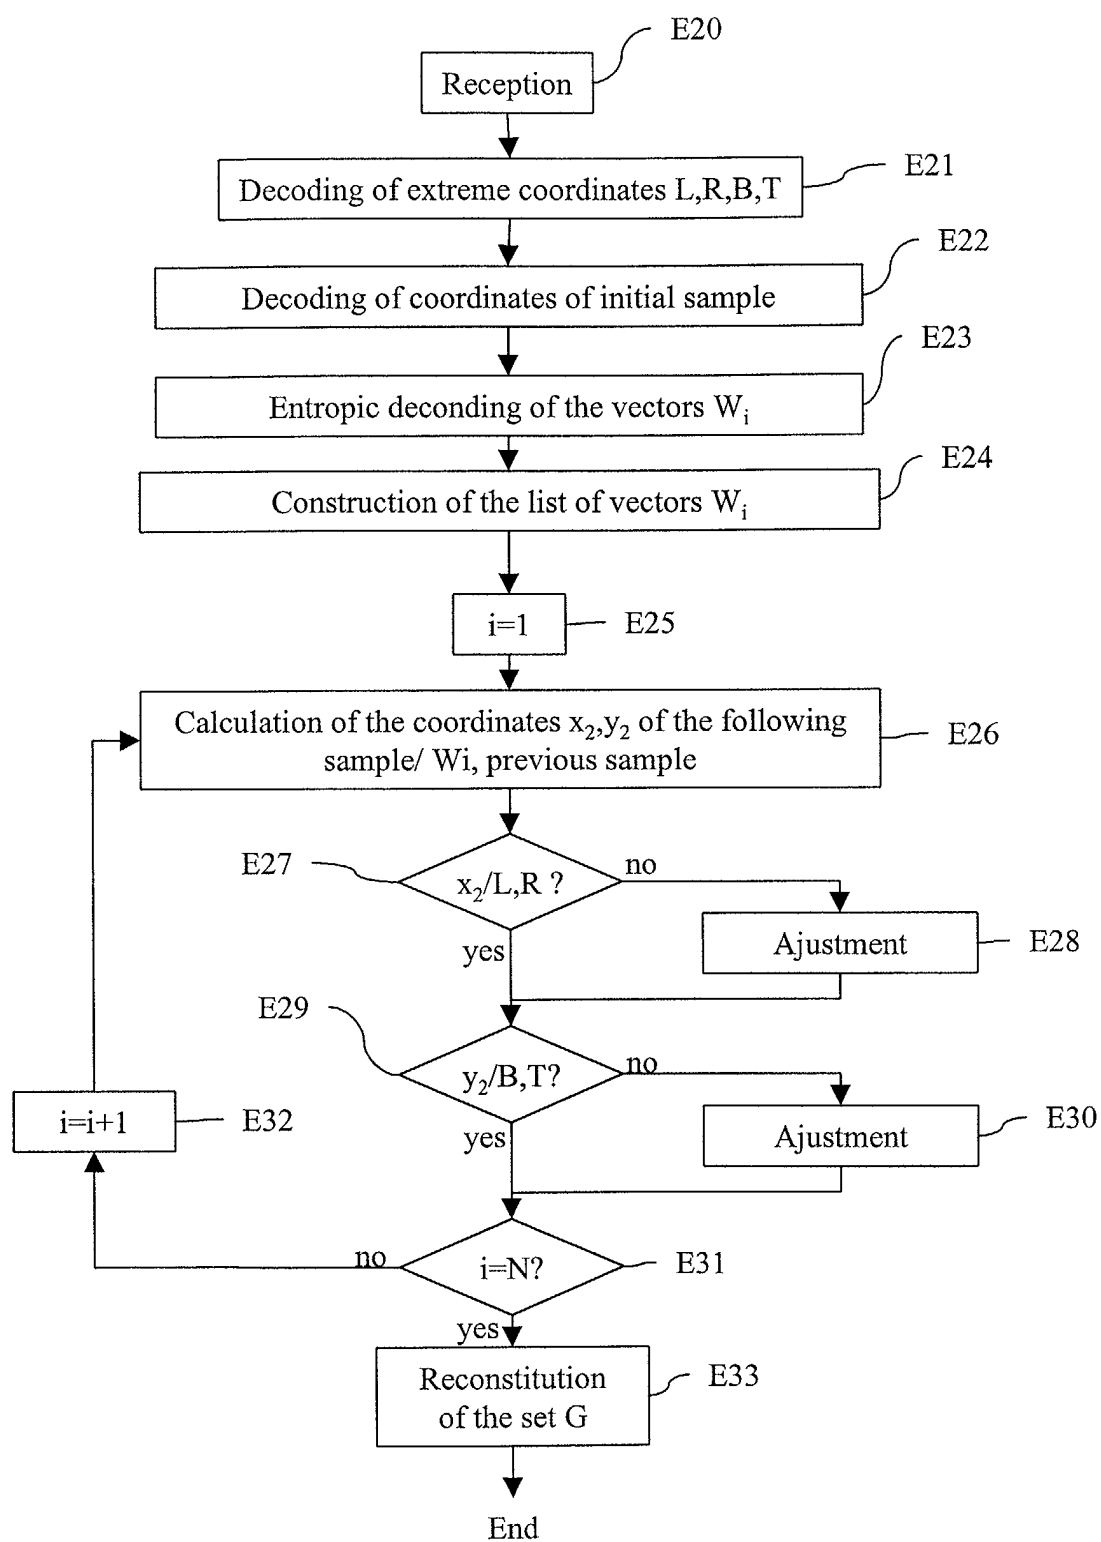 E20
Reception
E21
Decoding of extreme coordinates L,R,B,T
E22
Decoding of coordinates of initial sample
E23
Entropic deconding of the vectors Wi
E24
Construction of the list of vectors Wi
i=1
E25
Calculation of the coordinates x2,y2 of the following
sample/ Wi, previous sample
E26
E27
x2/L,R ?
no
yes
Ajustment
E28
E29
y2/B,T?
no
yes
Ajustment
E30
i=i+1
E32
no
i=N?
E31
yes
Reconstitution
of the set G
E33
End